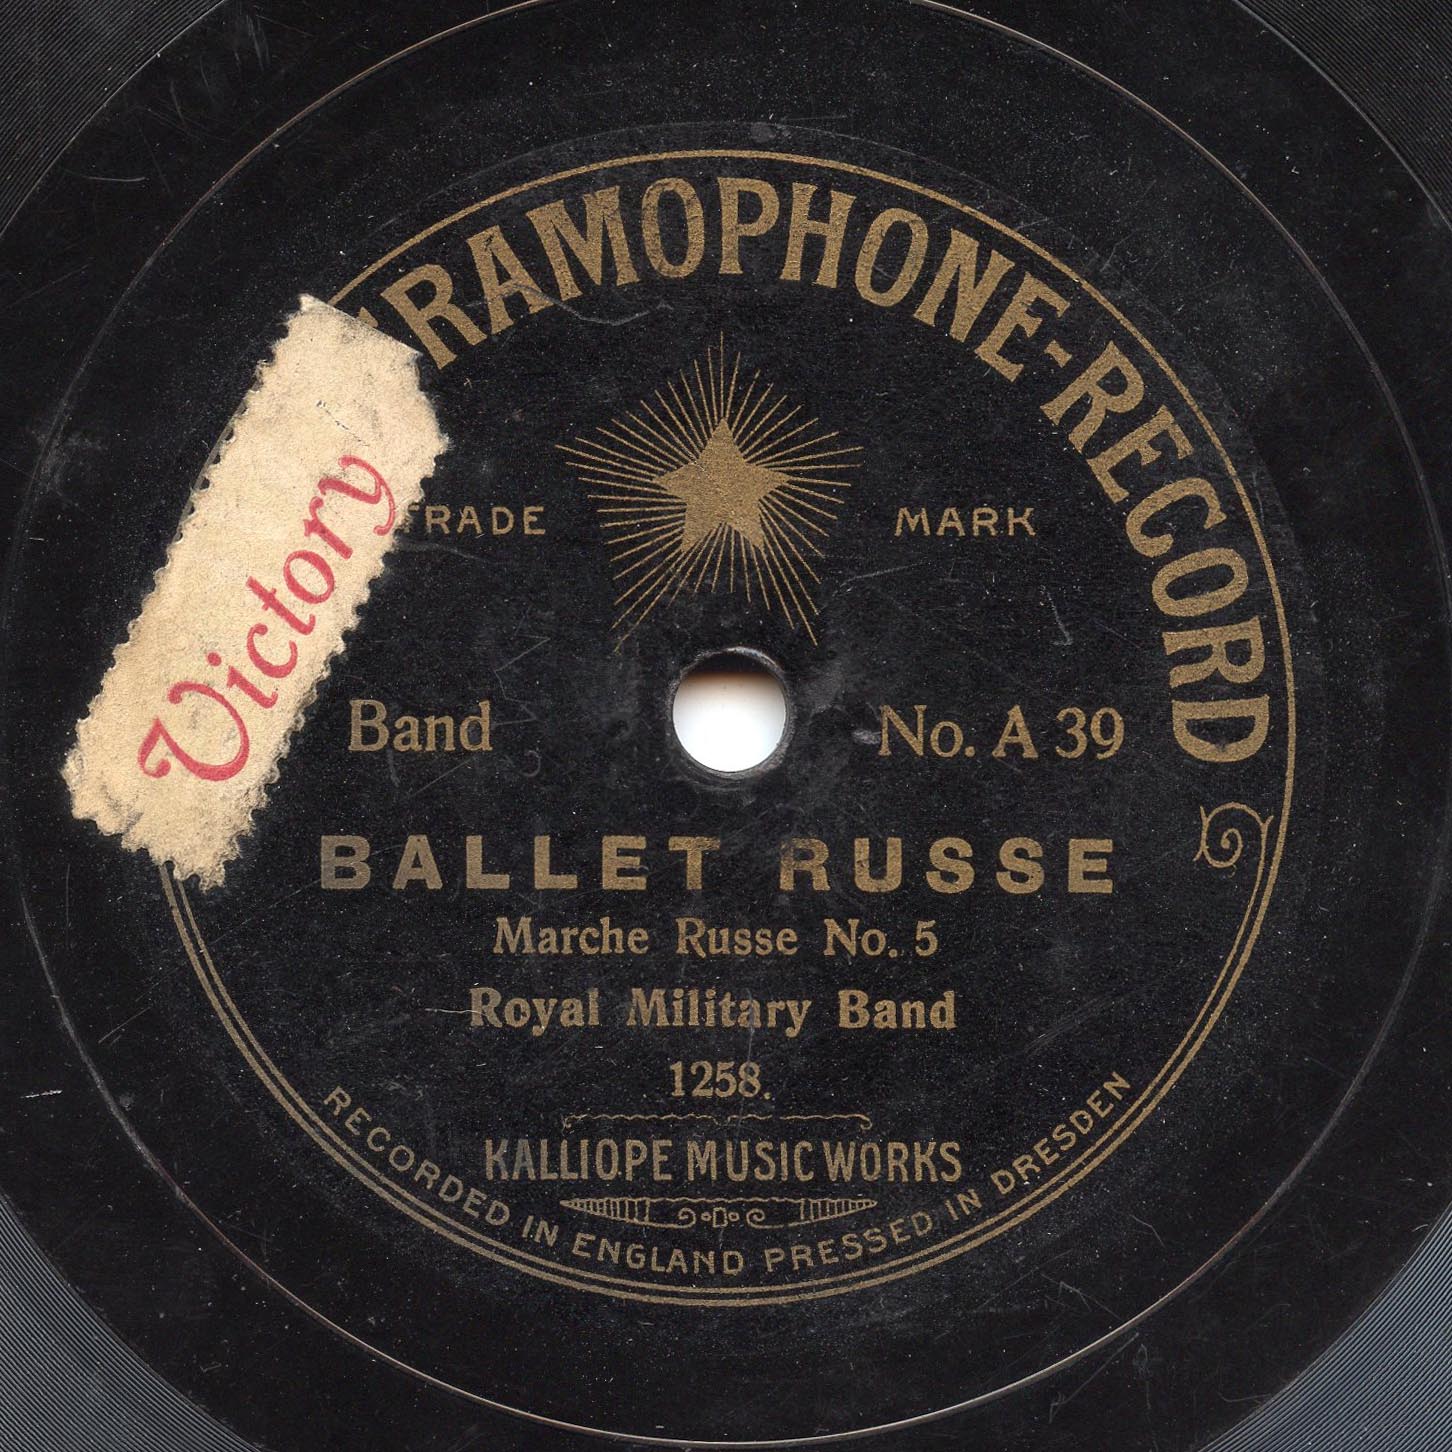 RAMOPHONE-RECORD
Victory
TRADE MARK
Band No. A 39
BALLET RUSSE
Marche Russe No. 5
Royal Military Band
1258.
KALLIOPE MUSIC WORKS
RECORDED IN ENGLAND PRESSED IN DRESDEN